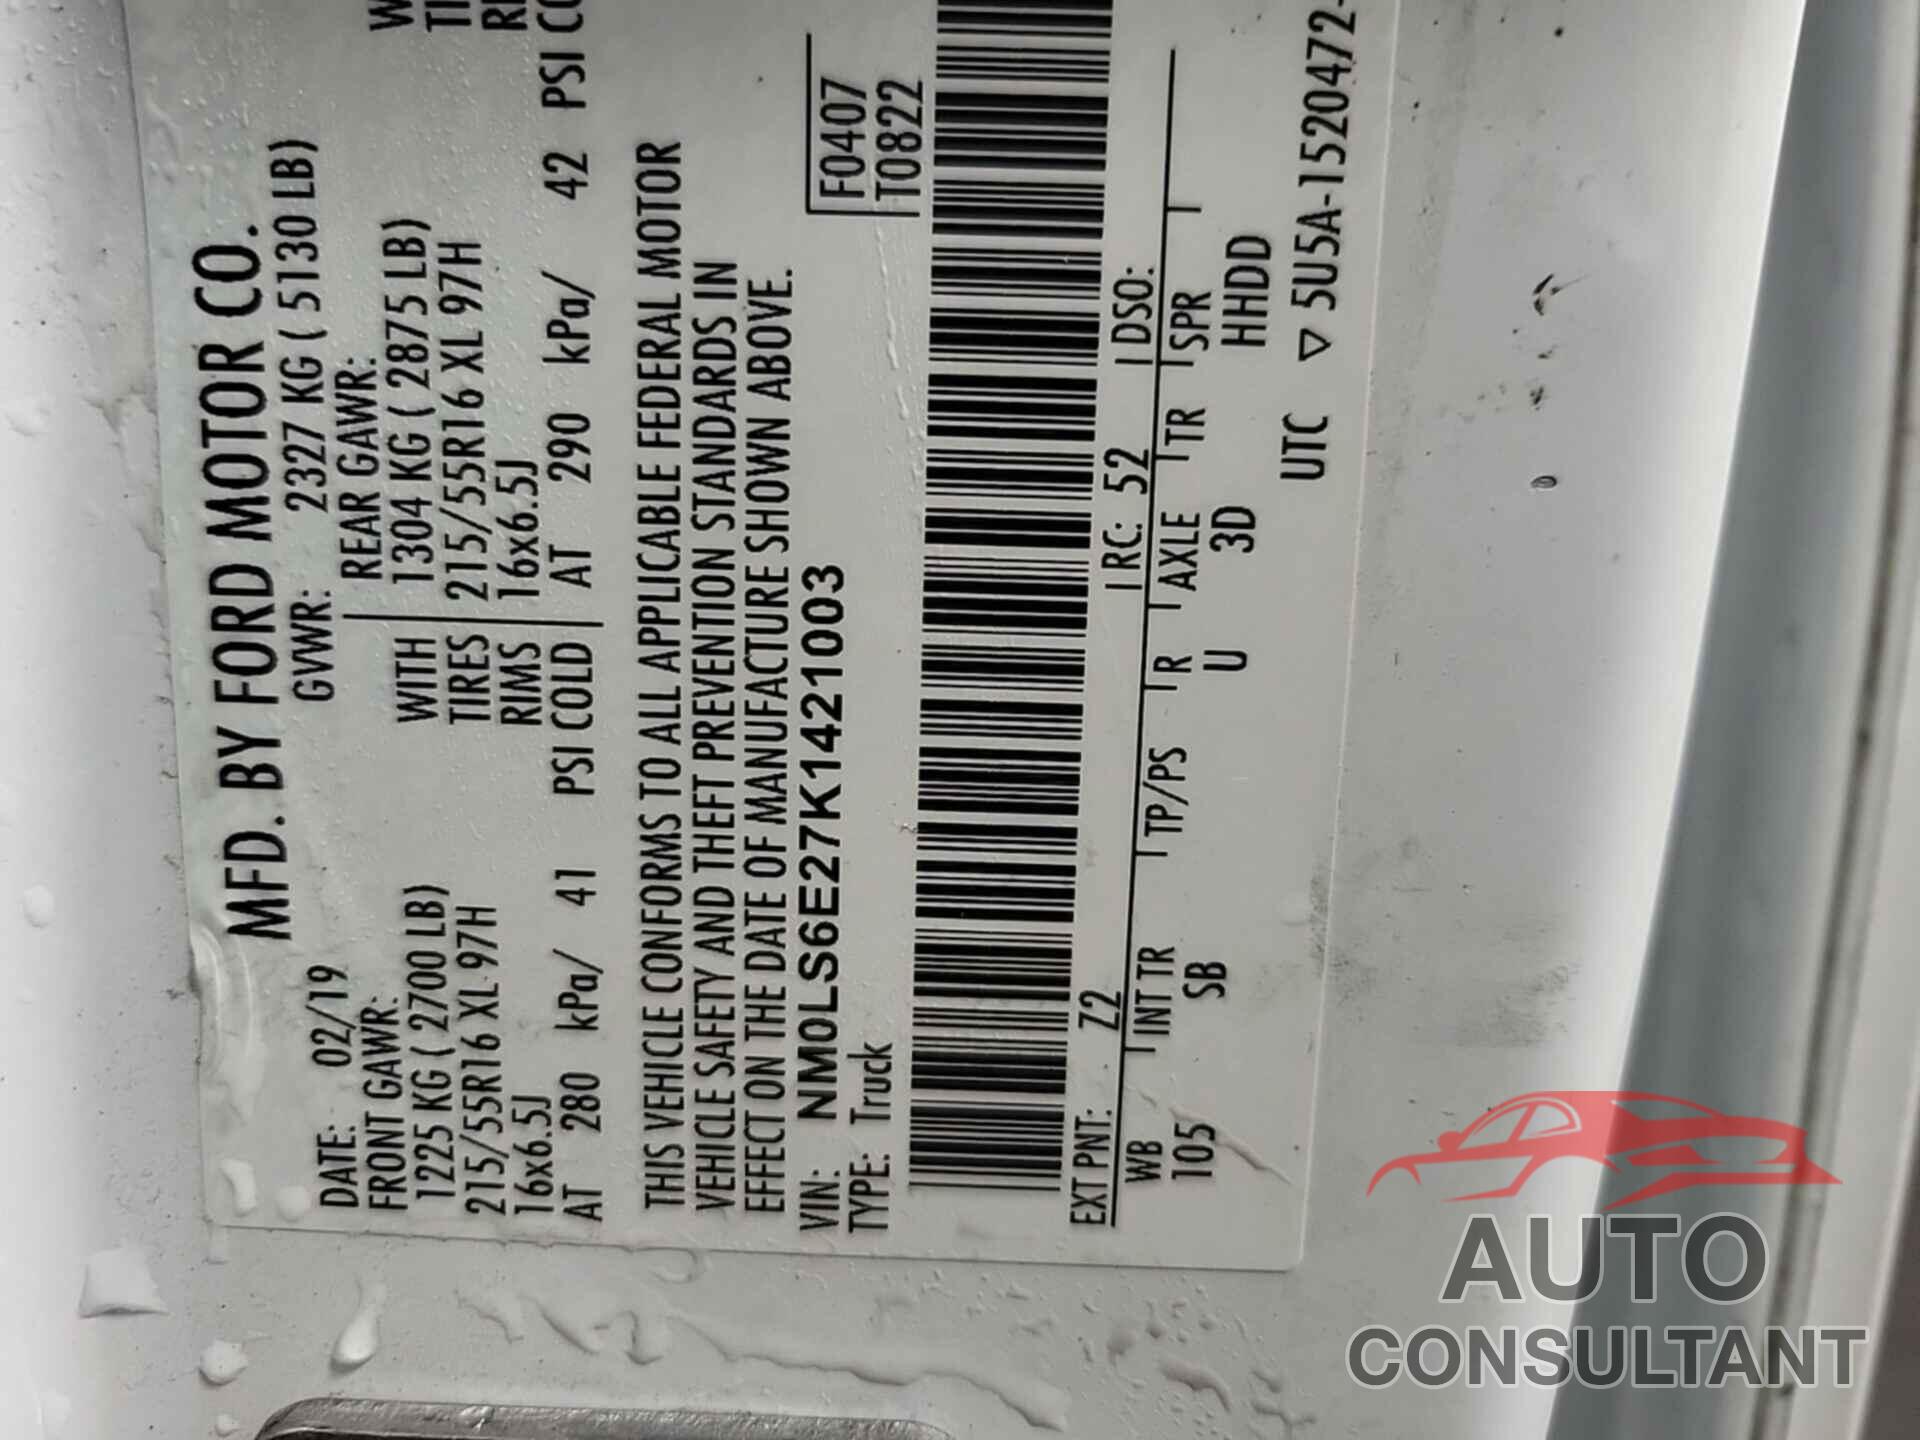 MFD. BY FORD MOTOR CO.
DATE: 02/19 GVWR: 2327 KG ( 5130 LB)
FRONT GAWR: REAR GAWR:
1225 KG ( 2700 LB) WITH 1304 KG ( 2875 LB)
215/55R16 XL 97H TIRES 215/55R16 XL 97H
16x6.5J RIMS 16x6.5J
AT 280 kPa/ 41 PSI COLD AT 290 kPa/ 42 PSI CO
THIS VEHICLE CONFORMS TO ALL APPLICABLE FEDERAL MOTOR
VEHICLE SAFETY AND THEFT PREVENTION STANDARDS IN
EFFECT ON THE DATE OF MANUFACTURE SHOWN ABOVE.
VIN: NM0LS6E27K1421003 F0407
TYPE: Truck T0822
EXT PNT: Z2 RC: 52 DSO:
WB INT TR TP/PS R AXLE TR SPR
105 SB U 3D HHDD
UTC ▽ 5U5A-1520472-
AUTO
CONSULTANT